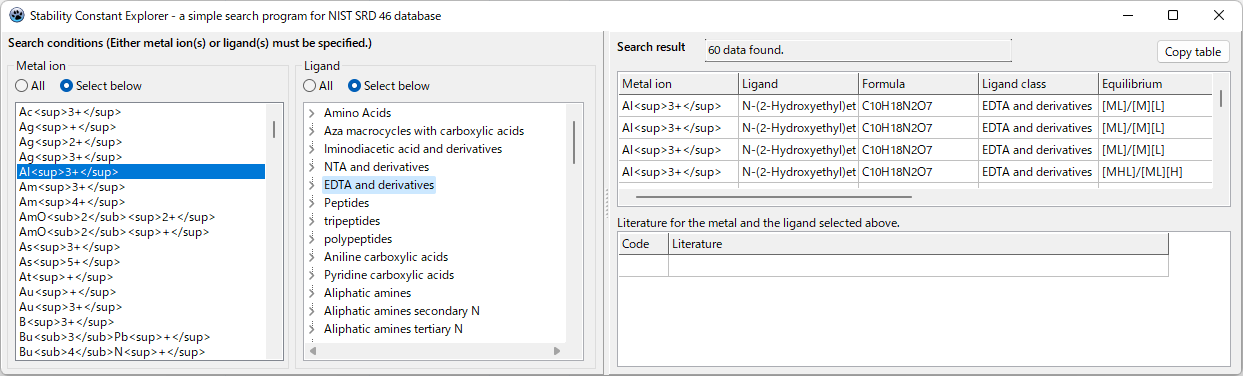 Stability Constant Explorer - a simple search program for NIST SRD 46 database
Search conditions (Either metal ion(s) or ligand(s) must be specified.)
Metal ion
All Select below
Ac<sup>3+</sup>
Ag<sup>+</sup>
Ag<sup>2+</sup>
Ag<sup>3+</sup>
Al<sup>3+</sup>
Am<sup>3+</sup>
Am<sup>4+</sup>
AmO<sub>2</sub><sup>2+</sup>
AmO<sub>2</sub><sup>+</sup>
As<sup>3+</sup>
As<sup>5+</sup>
At<sup>+</sup>
Au<sup>+</sup>
Au<sup>3+</sup>
B<sup>3+</sup>
Bu<sub>3</sub>Pb<sup>+</sup>
Bu<sub>4</sub>N<sup>+</sup>
Ligand
All Select below
Amino Acids
Aza macrocycles with carboxylic acids
Iminodiacetic acid and derivatives
NTA and derivatives
EDTA and derivatives
Peptides
tripeptides
polypeptides
Aniline carboxylic acids
Pyridine carboxylic acids
Aliphatic amines
Aliphatic amines secondary N
Aliphatic amines tertiary N
Search result 60 data found.
Copy table
Metal ion Ligand Formula Ligand class Equilibrium
Al<sup>3+</sup> N-(2-Hydroxyethyl)et C10H18N2O7 EDTA and derivatives [ML]/[M][L]
Al<sup>3+</sup> N-(2-Hydroxyethyl)et C10H18N2O7 EDTA and derivatives [ML]/[M][L]
Al<sup>3+</sup> N-(2-Hydroxyethyl)et C10H18N2O7 EDTA and derivatives [ML]/[M][L]
Al<sup>3+</sup> N-(2-Hydroxyethyl)et C10H18N2O7 EDTA and derivatives [MHL]/[ML][H]
Literature for the metal and the ligand selected above.
Code Literature